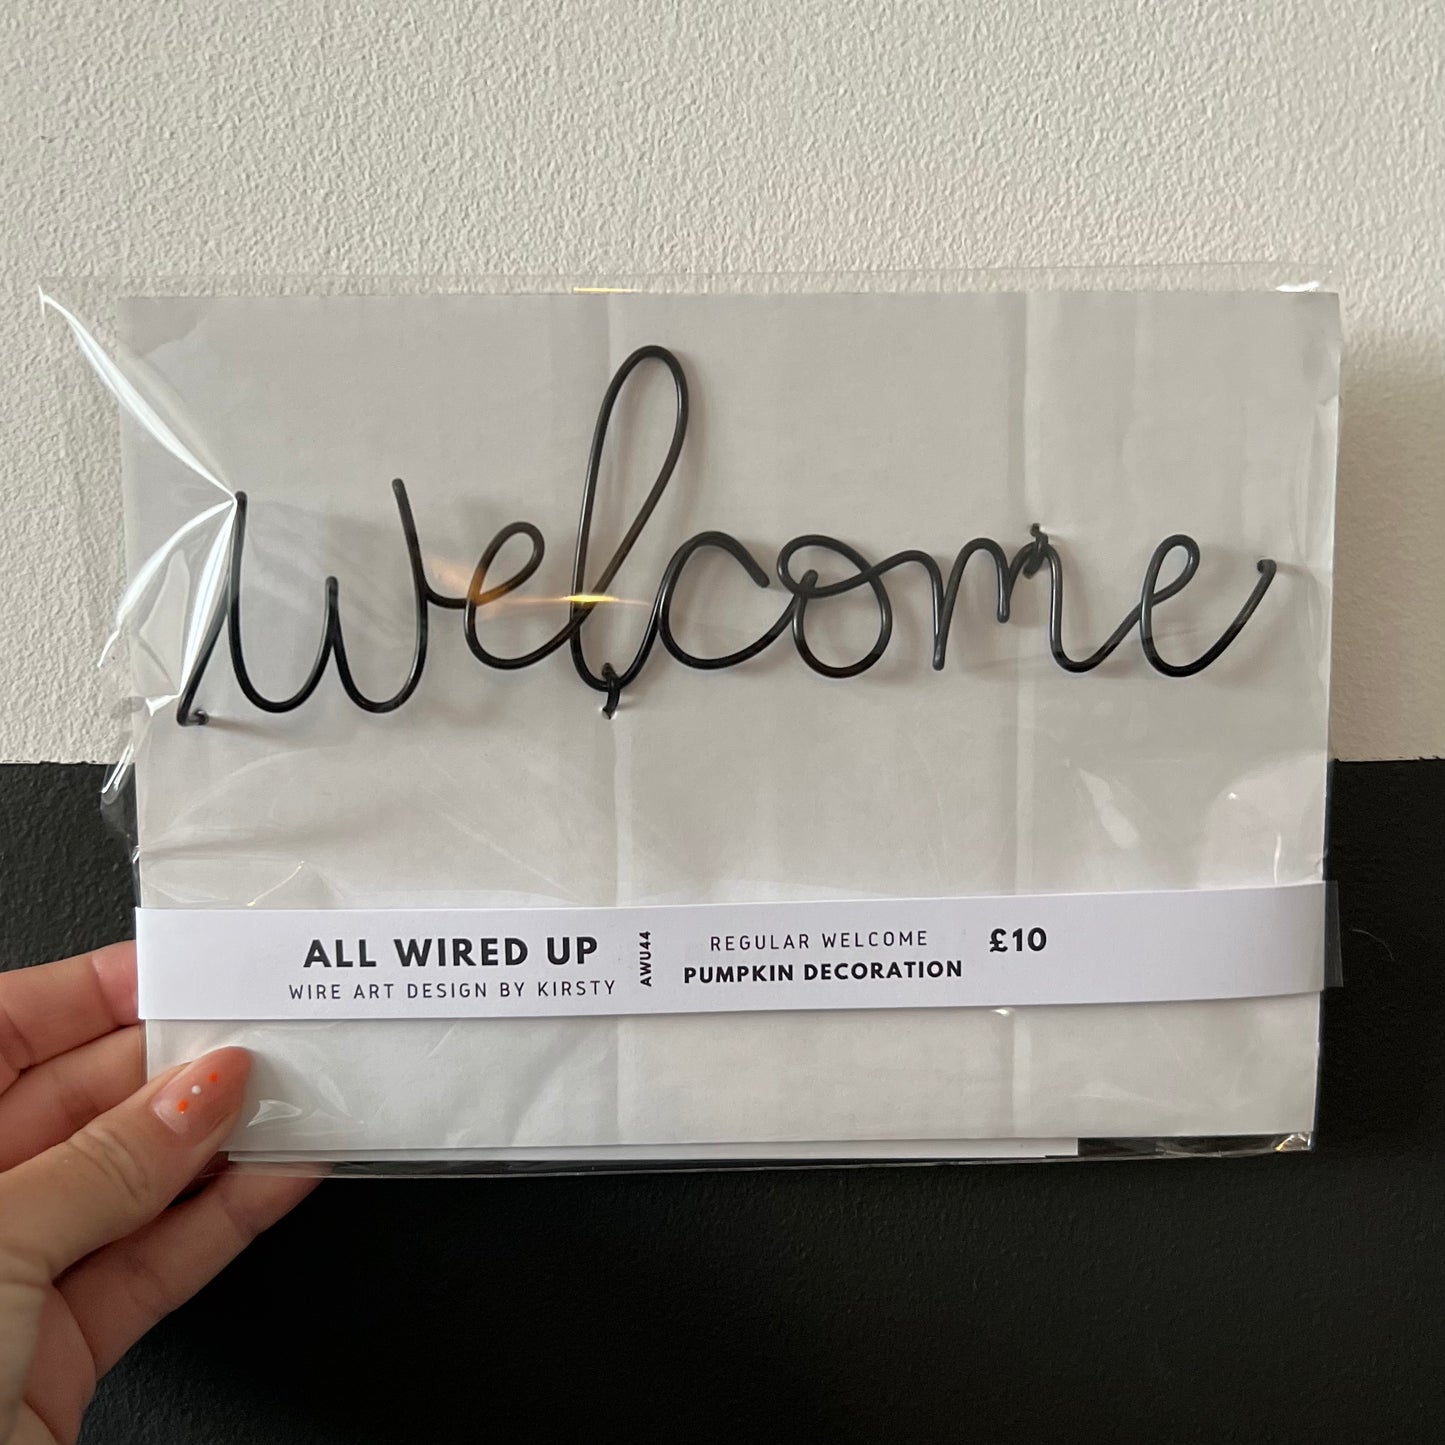 welcome
ALL WIRED UP
WIRE ART DESIGN BY KIRSTY
AWU44
REGULAR WELCOME
PUMPKIN DECORATION
£10